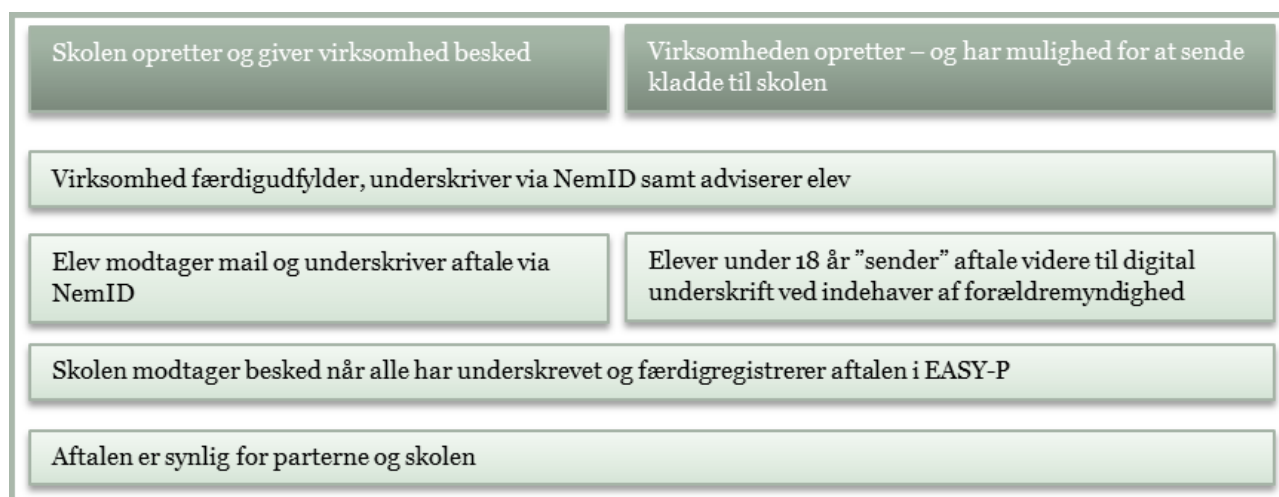 Skolen opretter og giver virksomhed besked
Virksomheden opretter – og har mulighed for at sende
kladde til skolen
Virksomhed færdigudfylder, underskriver via NemID samt adviserer elev
Elev modtager mail og underskriver aftale via
NemID
Elever under 18 år ”sender” aftale videre til digital
underskrift ved indehaver af forældremyndighed
Skolen modtager besked når alle har underskrevet og færdigregistrerer aftalen i EASY-P
Aftalen er synlig for parterne og skolen